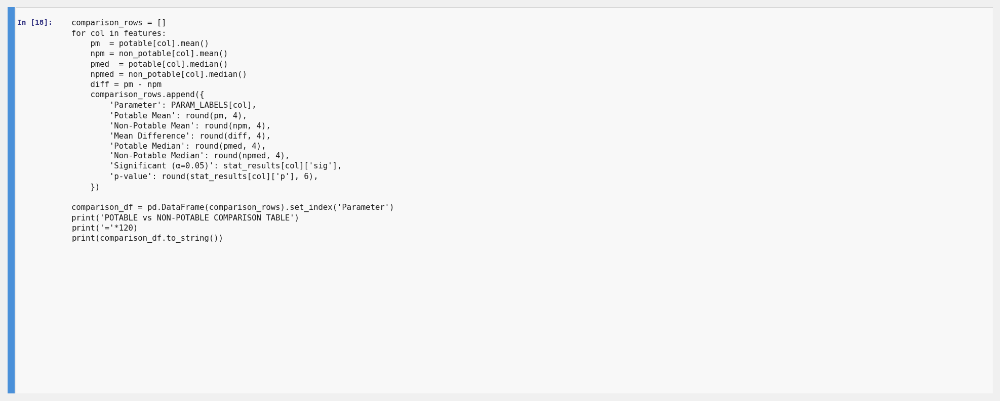 In [18]:
comparison_rows = []
for col in features:
    pm  = potable[col].mean()
    npm = non_potable[col].mean()
    pmed  = potable[col].median()
    npmed = non_potable[col].median()
    diff = pm - npm
    comparison_rows.append({
        'Parameter': PARAM_LABELS[col],
        'Potable Mean': round(pm, 4),
        'Non-Potable Mean': round(npm, 4),
        'Mean Difference': round(diff, 4),
        'Potable Median': round(pmed, 4),
        'Non-Potable Median': round(npmed, 4),
        'Significant (α=0.05)': stat_results[col]['sig'],
        'p-value': round(stat_results[col]['p'], 6),
    })

comparison_df = pd.DataFrame(comparison_rows).set_index('Parameter')
print('POTABLE vs NON-POTABLE COMPARISON TABLE')
print('='*120)
print(comparison_df.to_string())